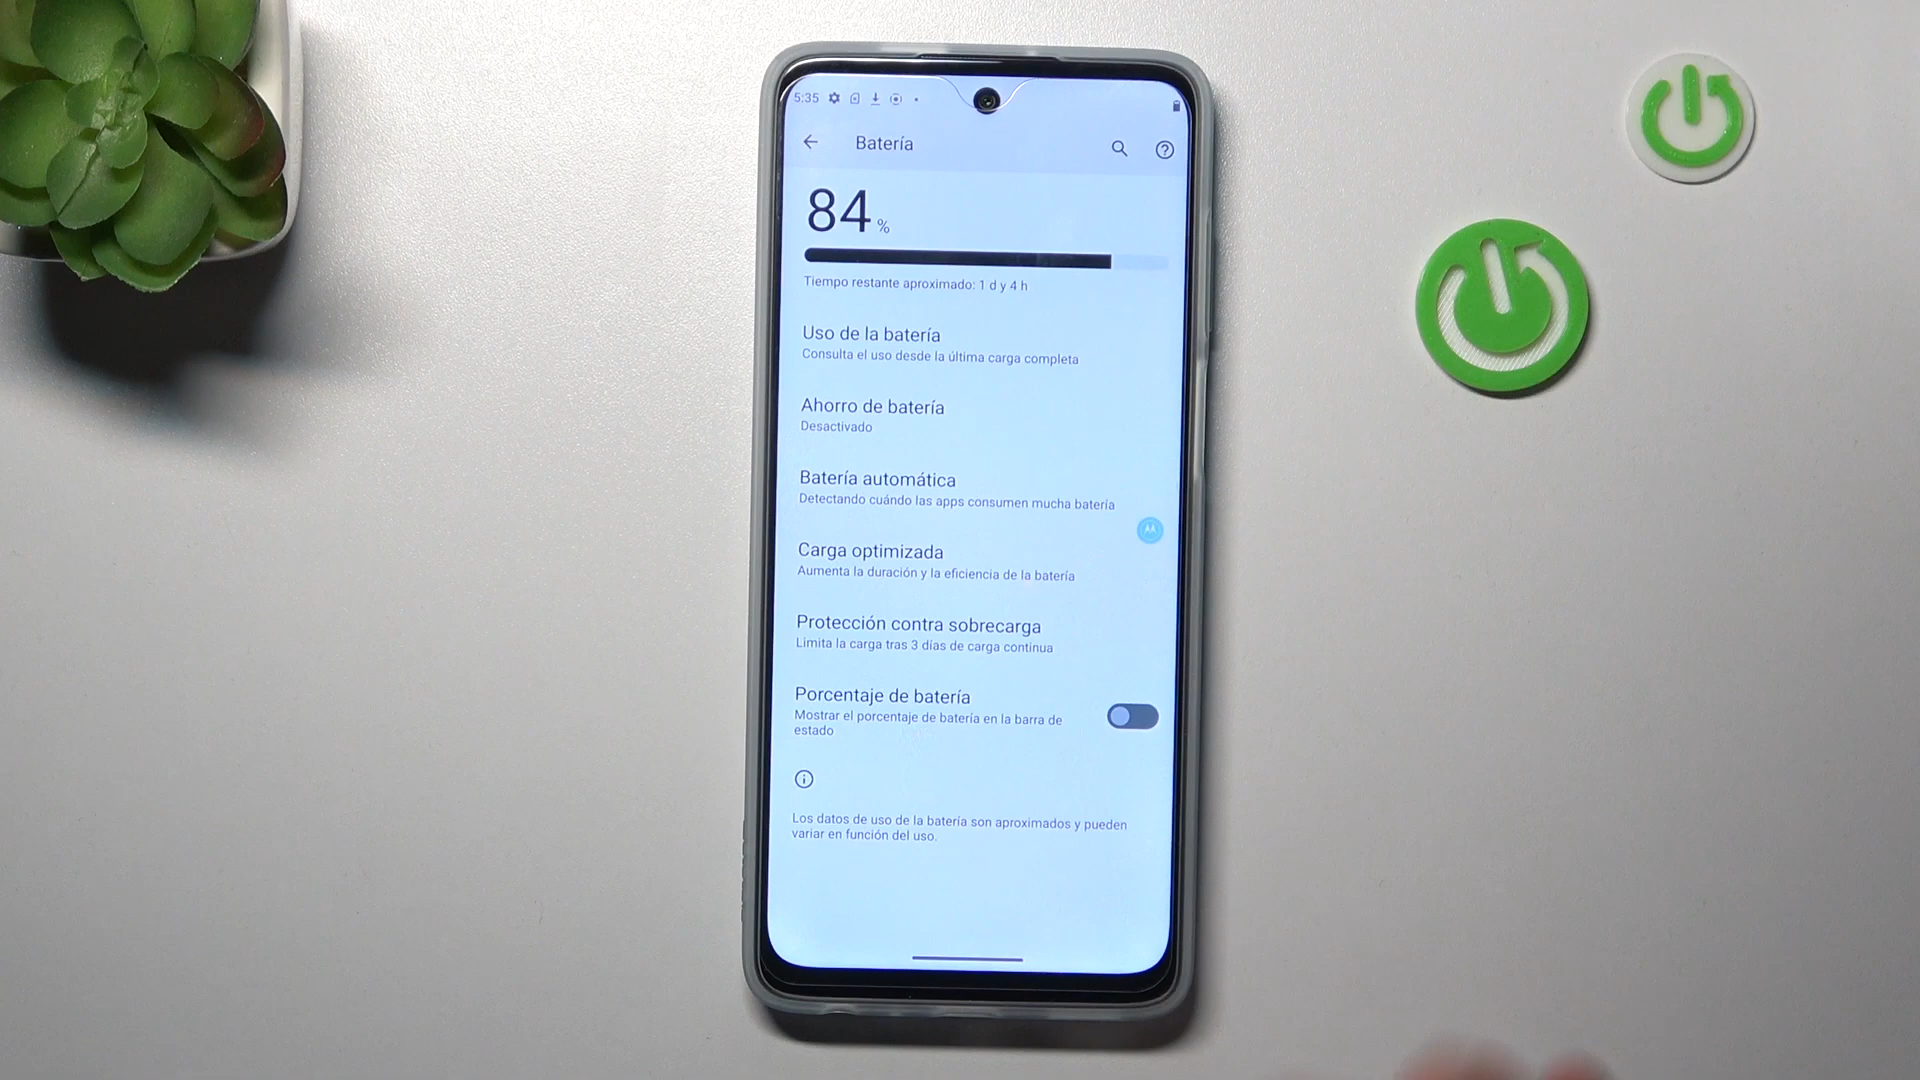 5:35
Batería
84 %
Tiempo restante aproximado: 1 d y 4 h
Uso de la batería
Consulta el uso desde la última carga completa
Ahorro de batería
Desactivado
Batería automática
Detectando cuándo las apps consumen mucha batería
Carga optimizada
Aumenta la duración y la eficiencia de la batería
Protección contra sobrecarga
Limita la carga tras 3 días de carga continua
Porcentaje de batería
Mostrar el porcentaje de batería en la barra de
estado
Los datos de uso de la batería son aproximados y pueden
variar en función del uso.